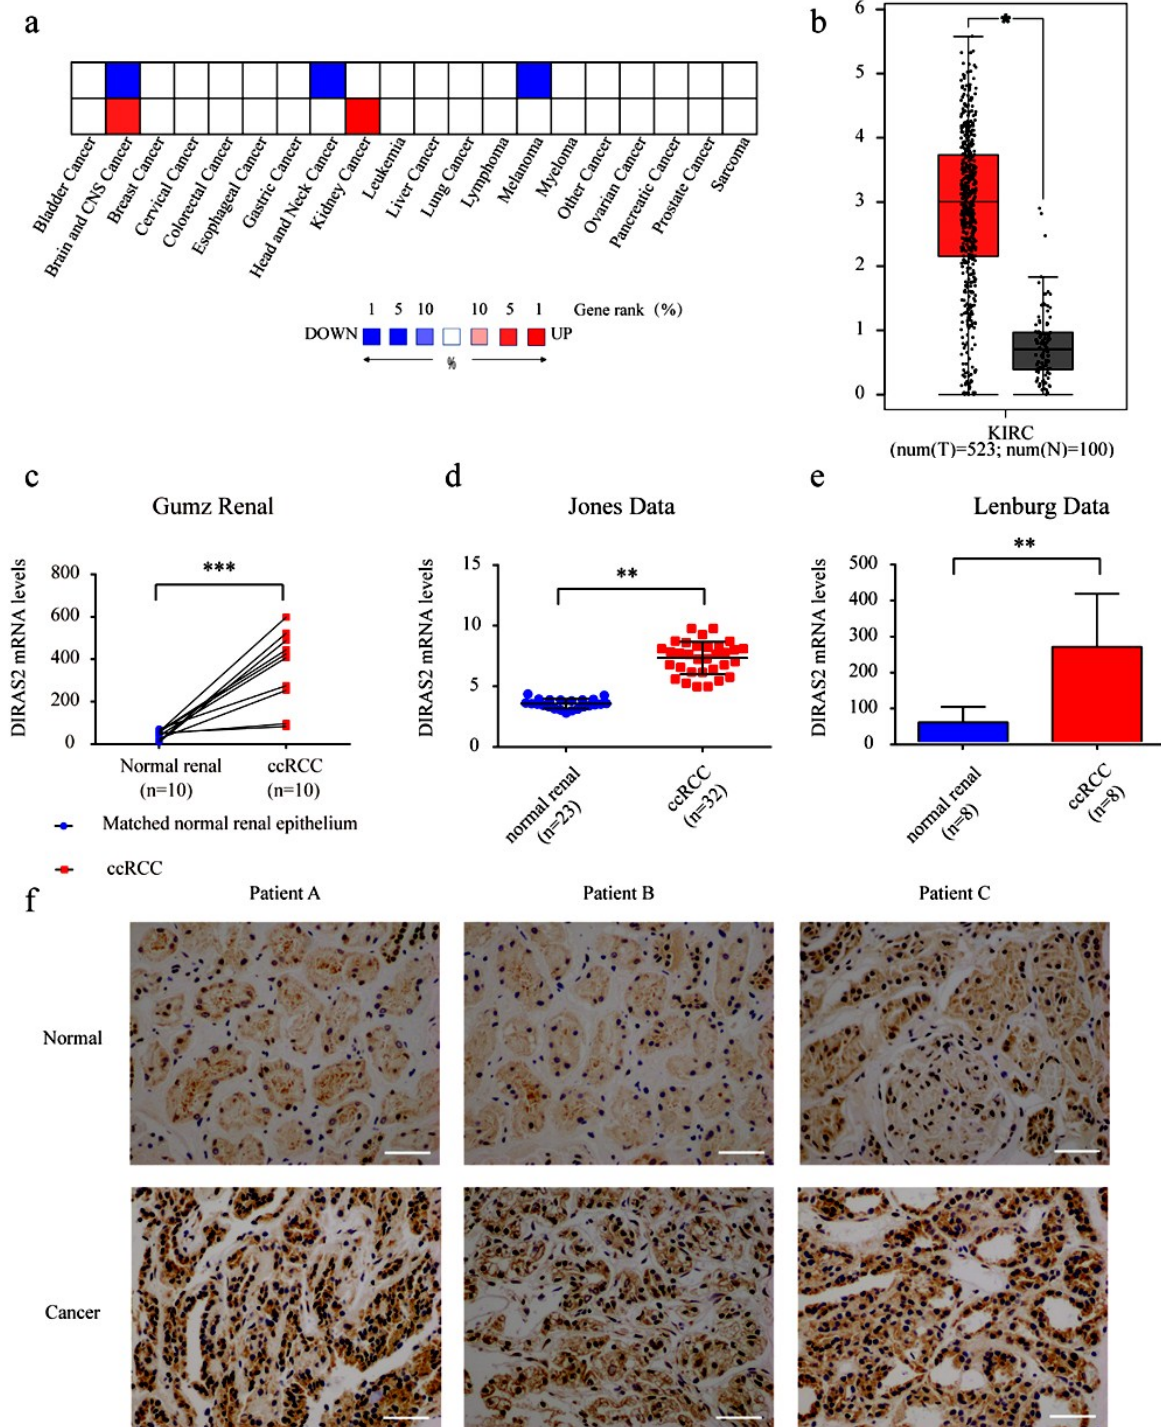 a
Bladder Cancer
Brain and CNS Cancer
Breast Cancer
Cervical Cancer
Colorectal Cancer
Esophageal Cancer
Gastric Cancer
Head and Neck Cancer
Kidney Cancer
Leukemia
Liver Cancer
Lung Cancer
Lymphoma
Melanoma
Myeloma
Other Cancer
Ovarian Cancer
Pancreatic Cancer
Prostate Cancer
Sarcoma
1 5 10 10 5 1 Gene rank (%)
DOWN UP
%
b
*
6
5
4
3
2
1
0
KIRC
(num(T)=523; num(N)=100)
c
Gumz Renal
DIRAS2 mRNA levels
***
800
600
400
200
0
Normal renal
(n=10)
ccRCC
(n=10)
Matched normal renal epithelium
ccRCC
d
Jones Data
DIRAS2 mRNA levels
**
15
10
5
0
normal renal
(n=23)
ccRCC
(n=32)
e
Lenburg Data
DIRAS2 mRNA levels
**
500
400
300
200
100
0
normal renal
(n=8)
ccRCC
(n=8)
f
Patient A Patient B Patient C
Normal
Cancer